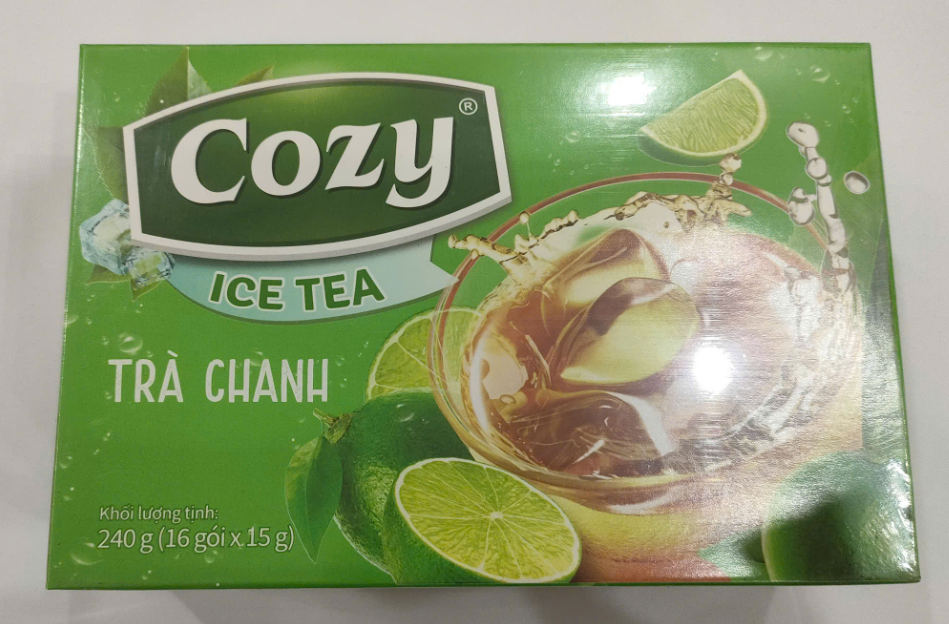 Cozy®
ICE TEA
TRÀ CHANH
Khối lượng tịnh:
240 g (16 gói x 15 g)